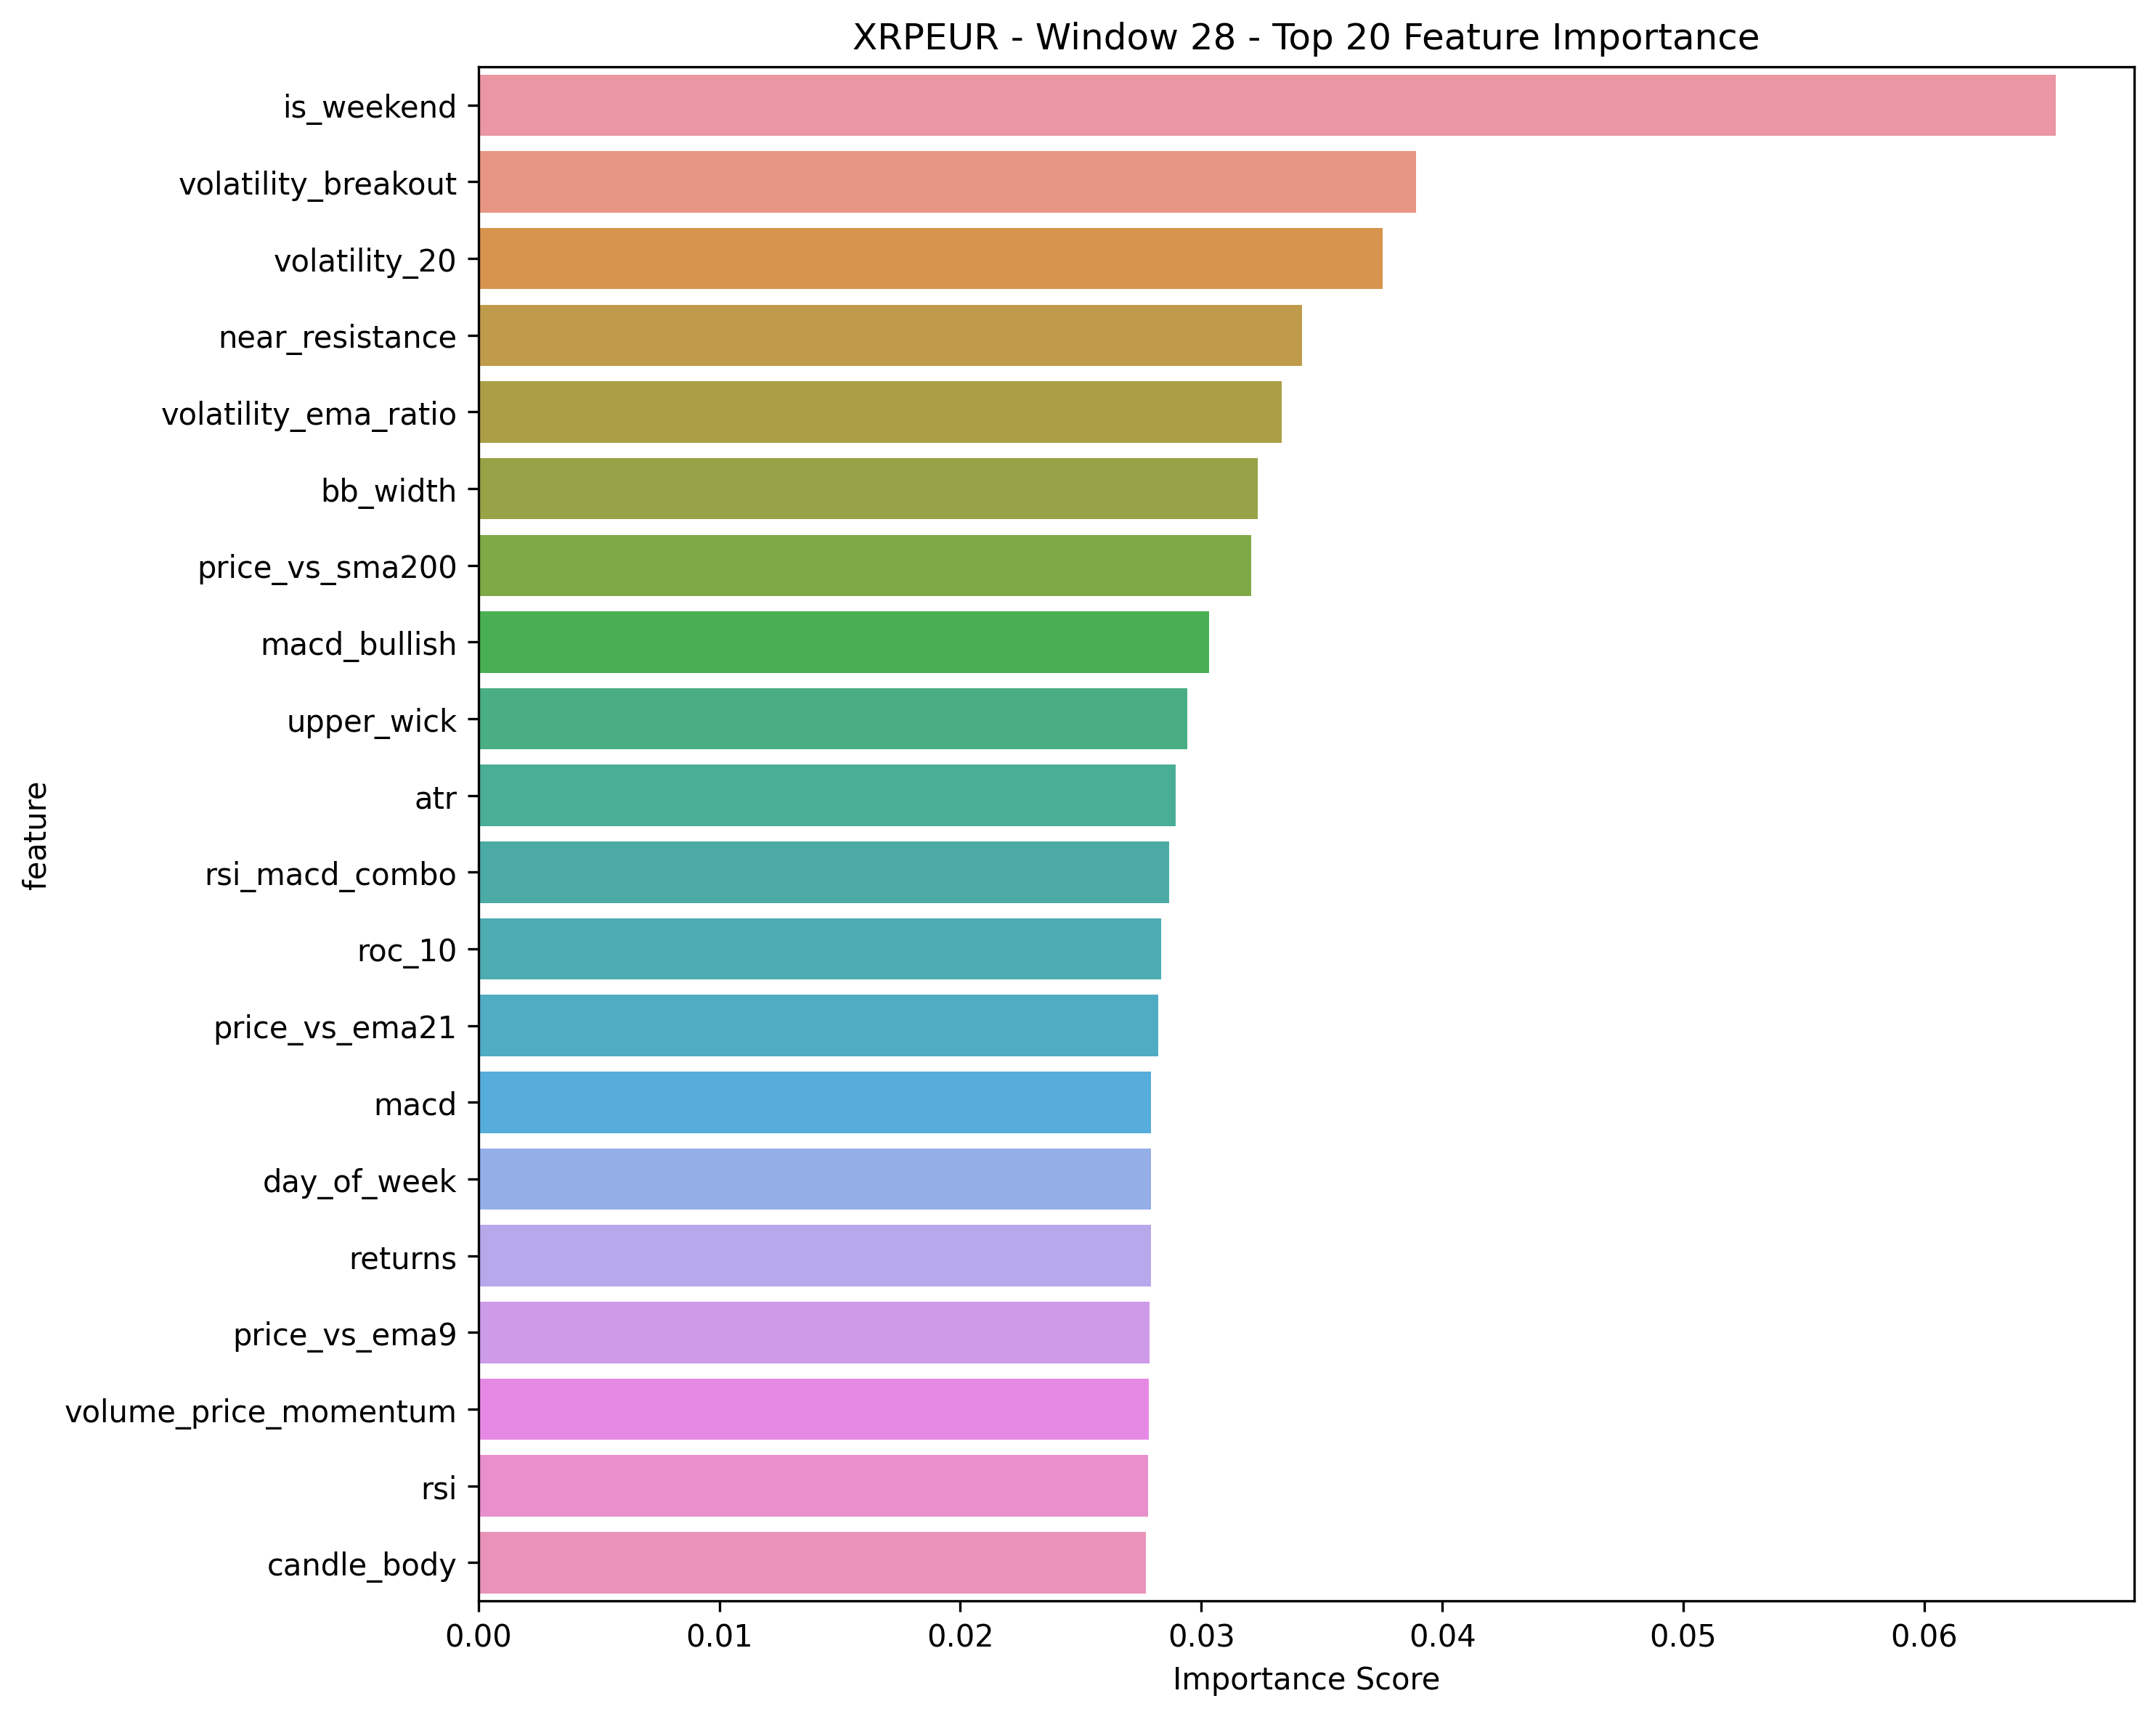 XRPEUR - Window 28 - Top 20 Feature Importance
feature
is_weekend
volatility_breakout
volatility_20
near_resistance
volatility_ema_ratio
bb_width
price_vs_sma200
macd_bullish
upper_wick
atr
rsi_macd_combo
roc_10
price_vs_ema21
macd
day_of_week
returns
price_vs_ema9
volume_price_momentum
rsi
candle_body
0.00 0.01 0.02 0.03 0.04 0.05 0.06
Importance Score